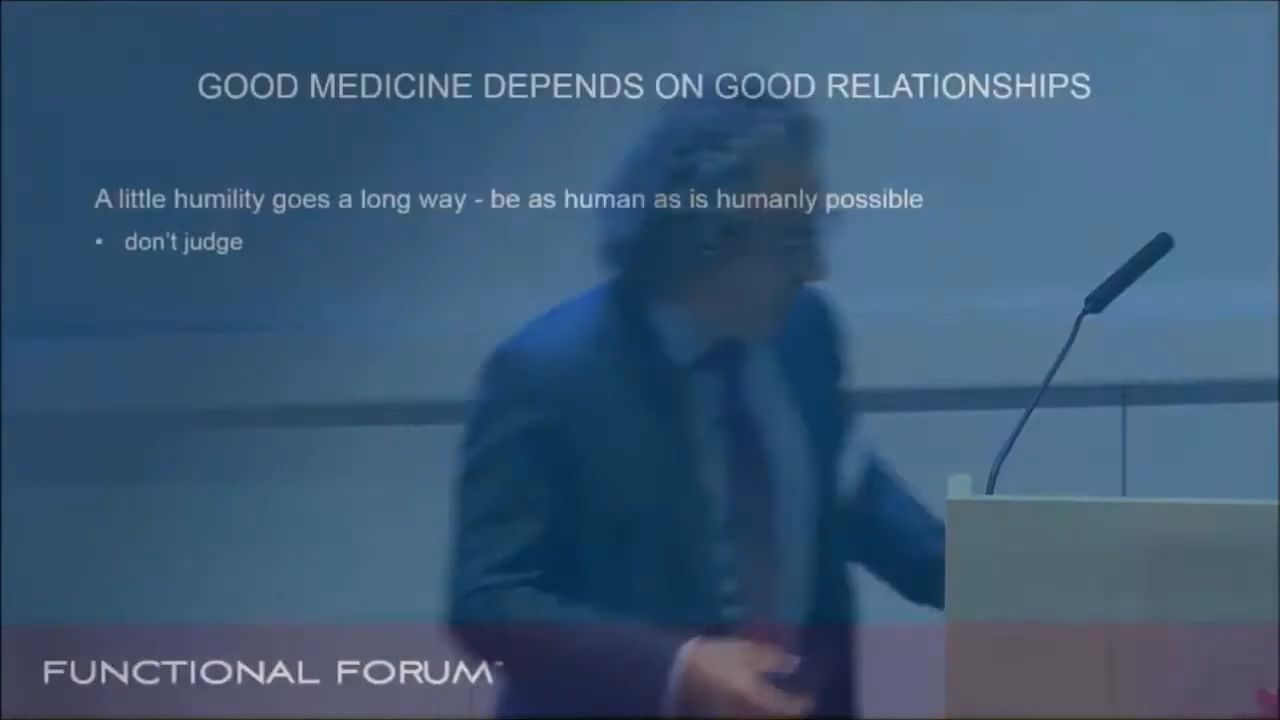 GOOD MEDICINE DEPENDS ON GOOD RELATIONSHIPS
A little humility goes a long way - be as human as is humanly possible
• don't judge
FUNCTIONAL FORUM™